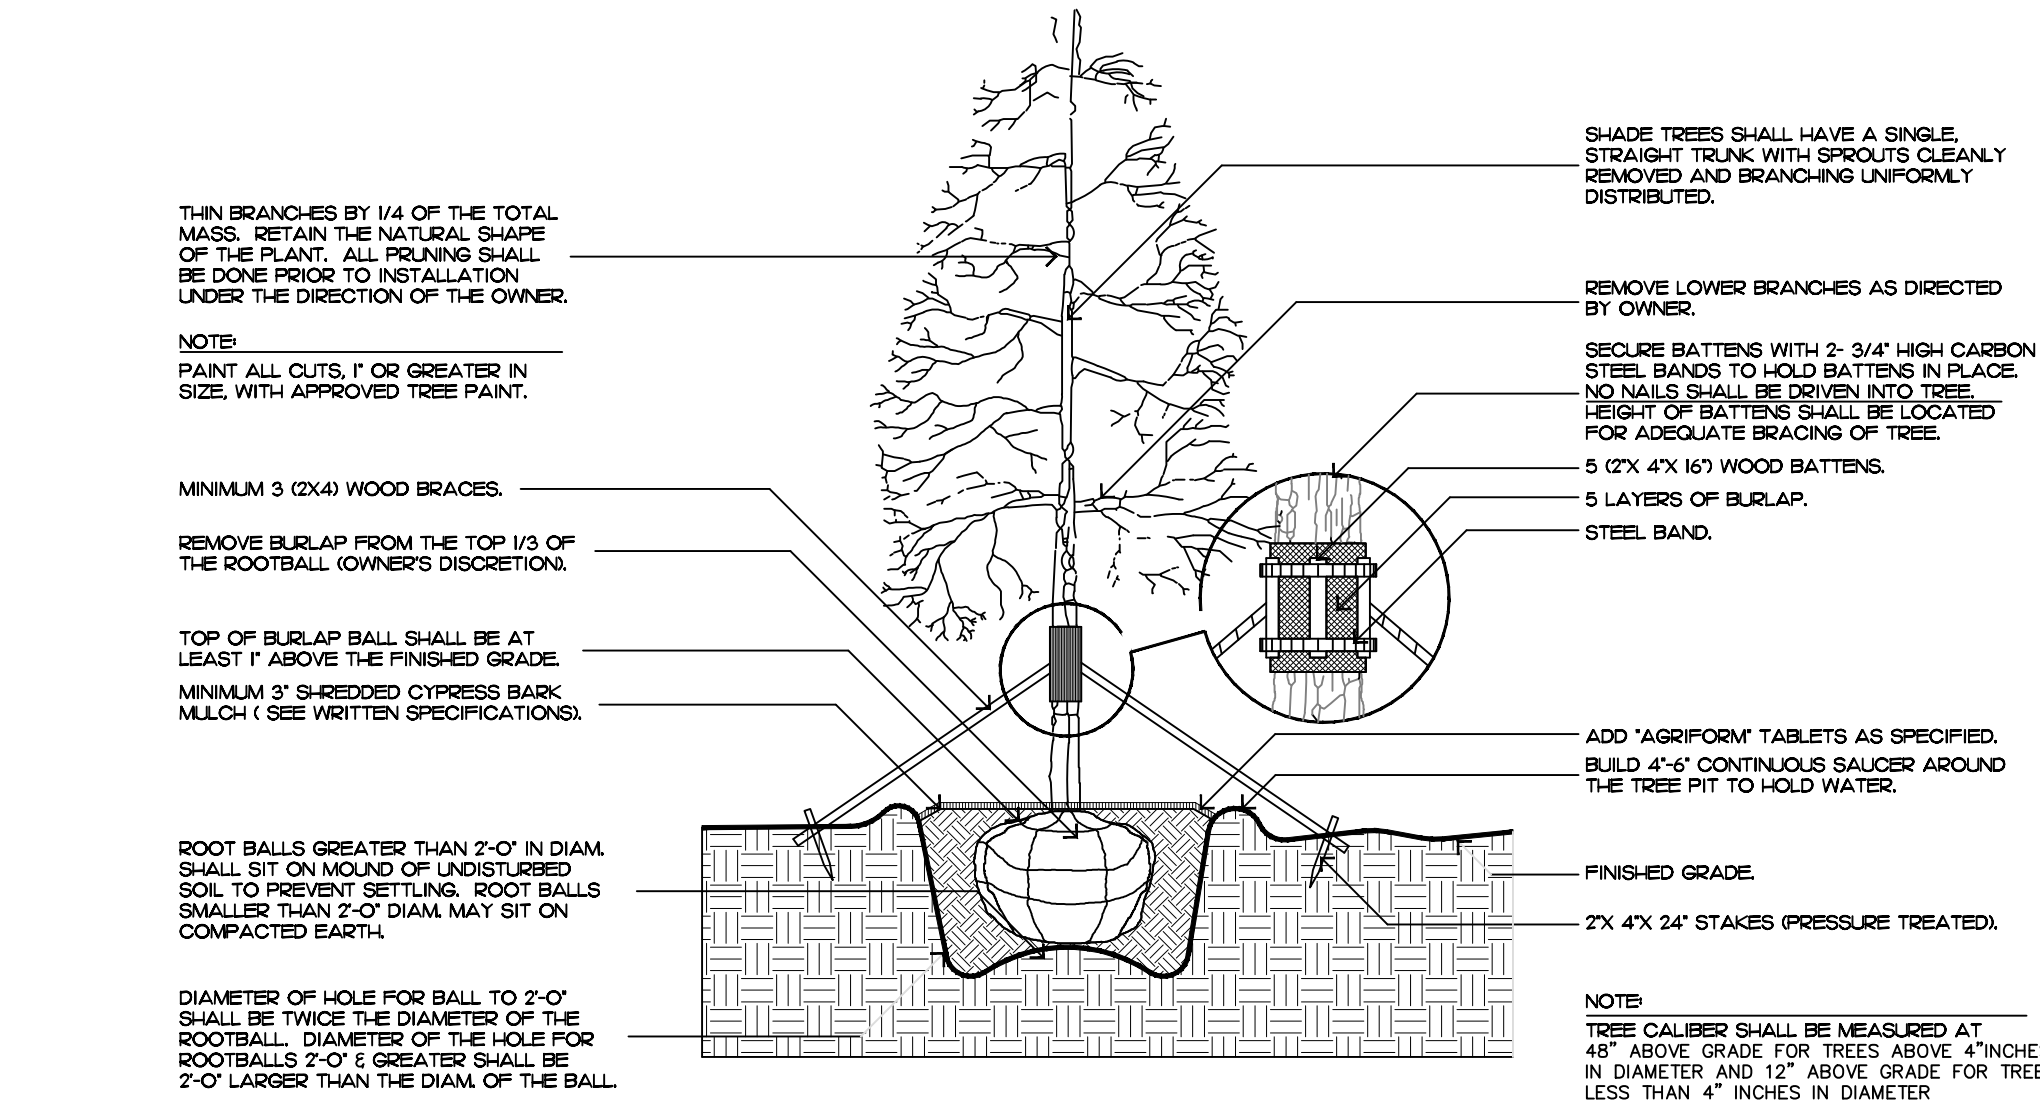 THIN BRANCHES BY 1/4 OF THE TOTAL
MASS. RETAIN THE NATURAL SHAPE
OF THE PLANT. ALL PRUNING SHALL
BE DONE PRIOR TO INSTALLATION
UNDER THE DIRECTION OF THE OWNER.
NOTE:
PAINT ALL CUTS, 1" OR GREATER IN
SIZE, WITH APPROVED TREE PAINT.
MINIMUM 3 (2X4) WOOD BRACES.
REMOVE BURLAP FROM THE TOP 1/3 OF
THE ROOTBALL (OWNER'S DISCRETION).
TOP OF BURLAP BALL SHALL BE AT
LEAST 1" ABOVE THE FINISHED GRADE.
MINIMUM 3" SHREDDED CYPRESS BARK
MULCH ( SEE WRITTEN SPECIFICATIONS).
ROOT BALLS GREATER THAN 2'-0" IN DIAM.
SHALL SIT ON MOUND OF UNDISTURBED
SOIL TO PREVENT SETTLING. ROOT BALLS
SMALLER THAN 2'-0" DIAM. MAY SIT ON
COMPACTED EARTH.
DIAMETER OF HOLE FOR BALL TO 2'-0"
SHALL BE TWICE THE DIAMETER OF THE
ROOTBALL. DIAMETER OF THE HOLE FOR
ROOTBALLS 2'-0" & GREATER SHALL BE
2'-0" LARGER THAN THE DIAM. OF THE BALL.
SHADE TREES SHALL HAVE A SINGLE,
STRAIGHT TRUNK WITH SPROUTS CLEANLY
REMOVED AND BRANCHING UNIFORMLY
DISTRIBUTED.
REMOVE LOWER BRANCHES AS DIRECTED
BY OWNER.
SECURE BATTENS WITH 2- 3/4" HIGH CARBON
STEEL BANDS TO HOLD BATTENS IN PLACE.
NO NAILS SHALL BE DRIVEN INTO TREE.
HEIGHT OF BATTENS SHALL BE LOCATED
FOR ADEQUATE BRACING OF TREE.
5 (2"X 4"X 16") WOOD BATTENS.
5 LAYERS OF BURLAP.
STEEL BAND.
ADD "AGRIFORM" TABLETS AS SPECIFIED.
BUILD 4"-6" CONTINUOUS SAUCER AROUND
THE TREE PIT TO HOLD WATER.
FINISHED GRADE.
2"X 4"X 24" STAKES (PRESSURE TREATED).
NOTE:
TREE CALIBER SHALL BE MEASURED AT
48" ABOVE GRADE FOR TREES ABOVE 4"INCHE
IN DIAMETER AND 12" ABOVE GRADE FOR TREE
LESS THAN 4" INCHES IN DIAMETER